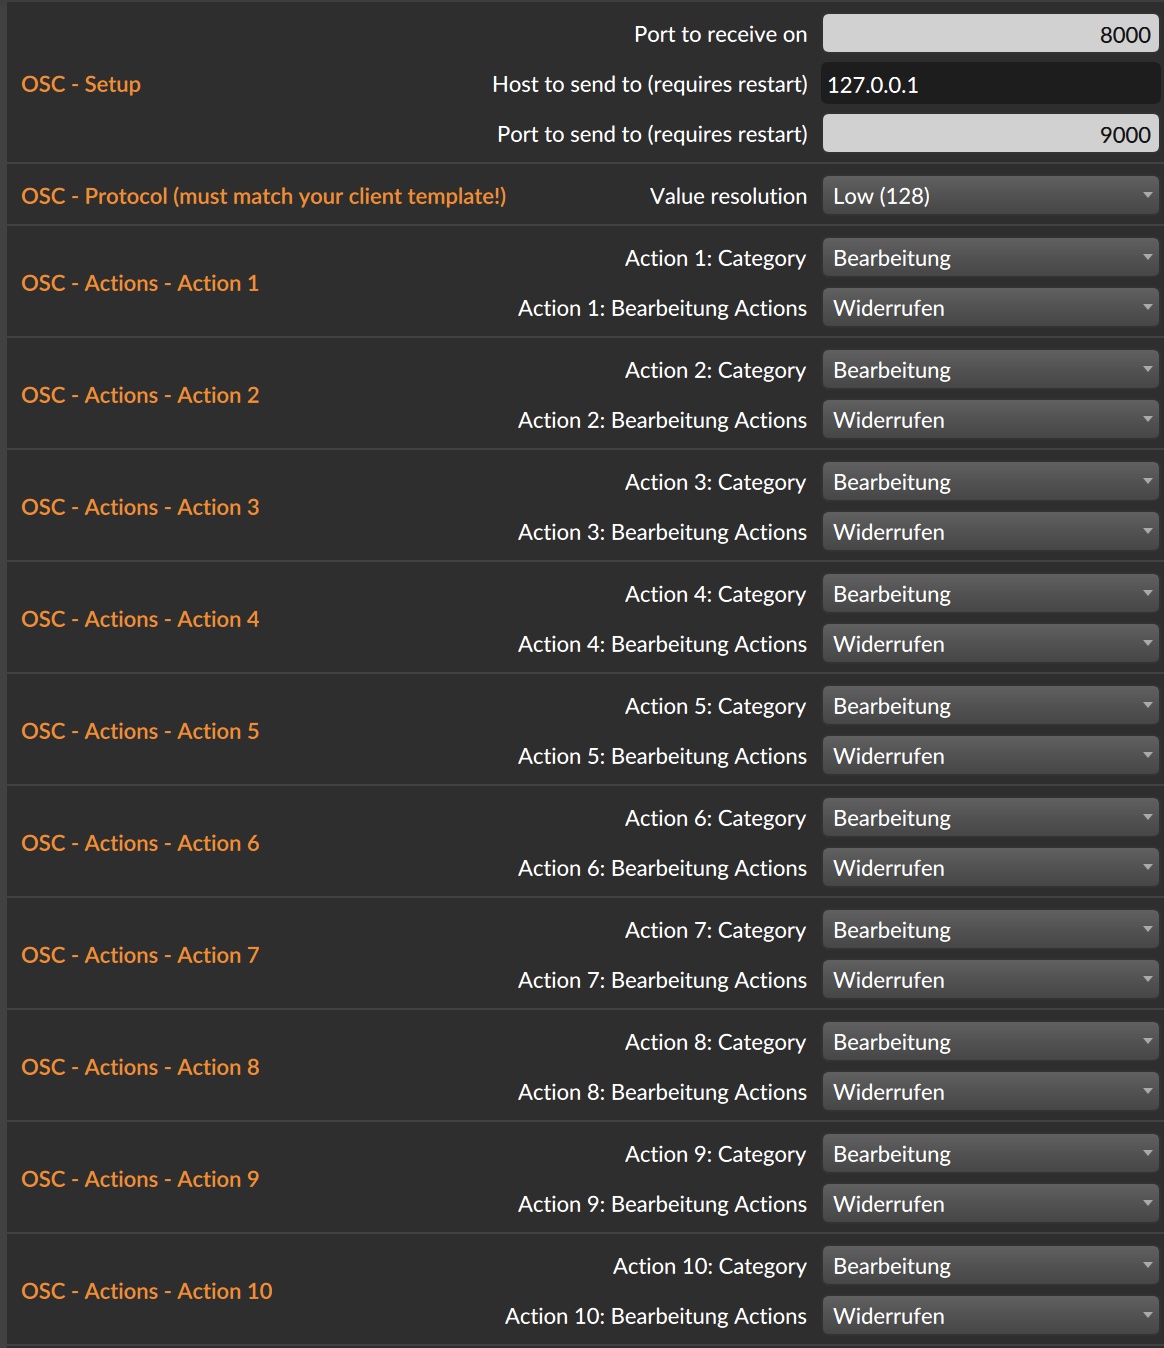 Port to receive on 8000
OSC - Setup Host to send to (requires restart) 127.0.0.1
Port to send to (requires restart) 9000
OSC - Protocol (must match your client template!) Value resolution Low (128)
OSC - Actions - Action 1
Action 1: Category Bearbeitung
Action 1: Bearbeitung Actions Widerrufen
OSC - Actions - Action 2
Action 2: Category Bearbeitung
Action 2: Bearbeitung Actions Widerrufen
OSC - Actions - Action 3
Action 3: Category Bearbeitung
Action 3: Bearbeitung Actions Widerrufen
OSC - Actions - Action 4
Action 4: Category Bearbeitung
Action 4: Bearbeitung Actions Widerrufen
OSC - Actions - Action 5
Action 5: Category Bearbeitung
Action 5: Bearbeitung Actions Widerrufen
OSC - Actions - Action 6
Action 6: Category Bearbeitung
Action 6: Bearbeitung Actions Widerrufen
OSC - Actions - Action 7
Action 7: Category Bearbeitung
Action 7: Bearbeitung Actions Widerrufen
OSC - Actions - Action 8
Action 8: Category Bearbeitung
Action 8: Bearbeitung Actions Widerrufen
OSC - Actions - Action 9
Action 9: Category Bearbeitung
Action 9: Bearbeitung Actions Widerrufen
OSC - Actions - Action 10
Action 10: Category Bearbeitung
Action 10: Bearbeitung Actions Widerrufen